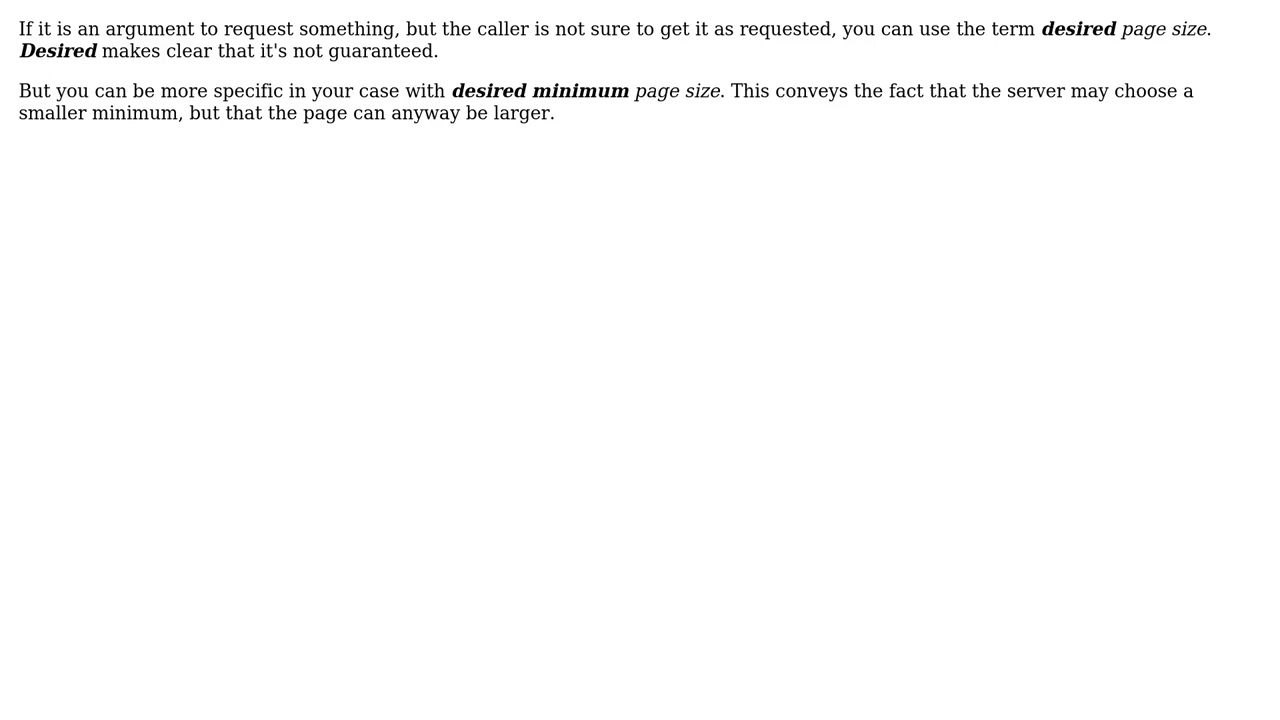 If it is an argument to request something, but the caller is not sure to get it as requested, you can use the term desired page size.
Desired makes clear that it's not guaranteed.
But you can be more specific in your case with desired minimum page size. This conveys the fact that the server may choose a
smaller minimum, but that the page can anyway be larger.